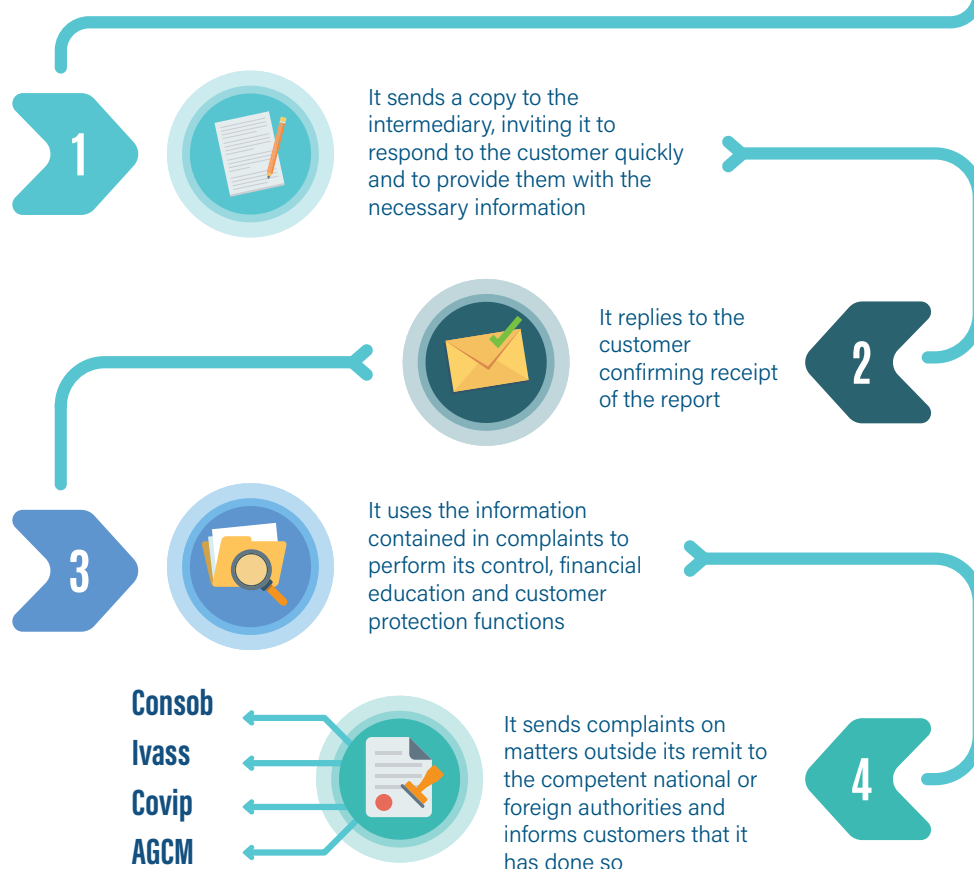 1
It sends a copy to the
intermediary, inviting it to
respond to the customer quickly
and to provide them with the
necessary information
It replies to the
customer
confirming receipt
of the report
2
3
It uses the information
contained in complaints to
perform its control, financial
education and customer
protection functions
Consob
Ivass
Covip
AGCM
It sends complaints on
matters outside its remit to
the competent national or
foreign authorities and
informs customers that it
has done so
4